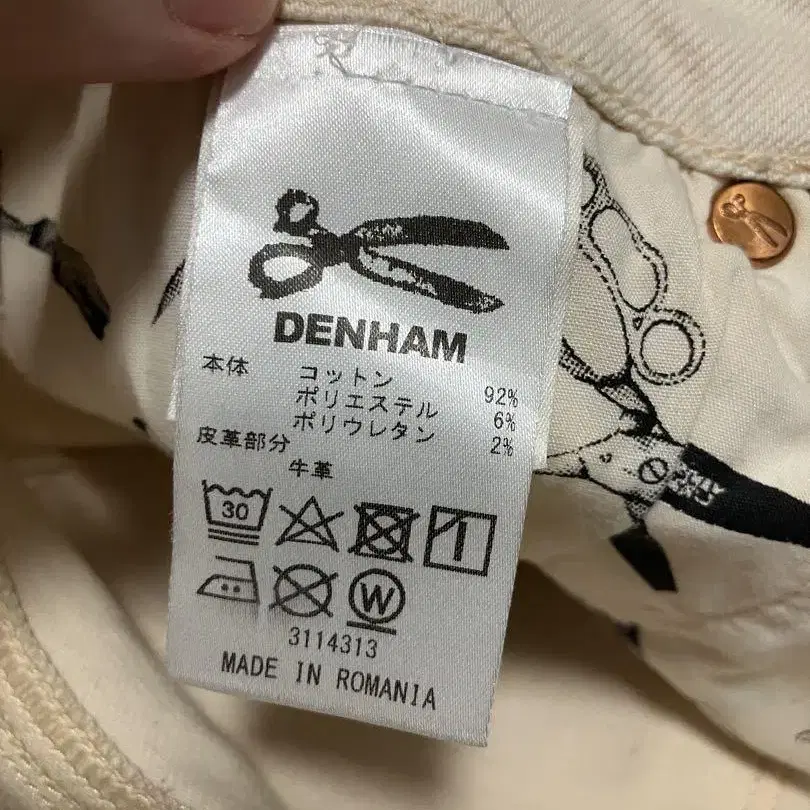 DENHAM
本体 コットン 92%
ポリエステル 6%
ポリウレタン 2%
皮革部分
牛革
30
W
3114313
MADE IN ROMANIA